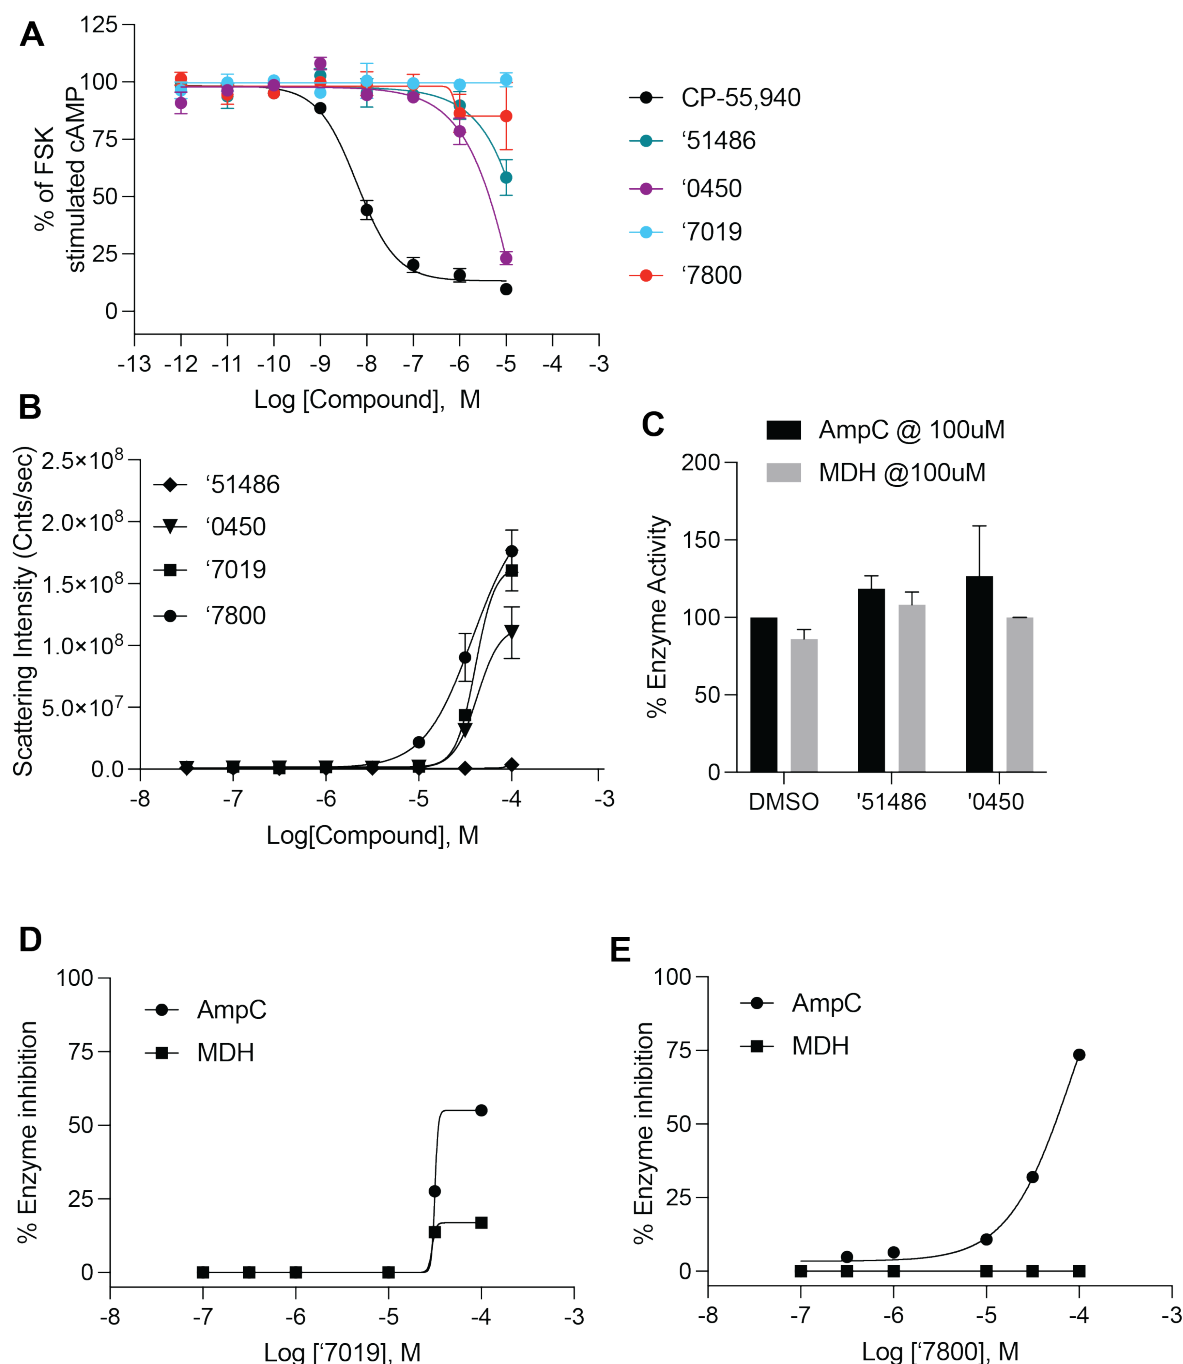 A
125
100
75
50
25
0
% of FSK
stimulated cAMP
-13 -12 -11 -10 -9 -8 -7 -6 -5 -4 -3
Log [Compound], M
CP-55,940
‘51486
‘0450
‘7019
‘7800
B
2.5×10⁸
2.0×10⁸
1.5×10⁸
1.0×10⁸
5.0×10⁷
0.0
Scattering Intensity (Cnts/sec)
‘51486
‘0450
‘7019
‘7800
-8 -7 -6 -5 -4 -3
Log[Compound], M
C
AmpC @ 100uM
MDH @100uM
200
150
100
50
0
% Enzyme Activity
DMSO '51486 '0450
D
100
75
50
25
0
% Enzyme inhibition
AmpC
MDH
-8 -7 -6 -5 -4 -3
Log [‘7019], M
E
100
75
50
25
0
% Enzyme inhibition
AmpC
MDH
-8 -7 -6 -5 -4 -3
Log [‘7800], M